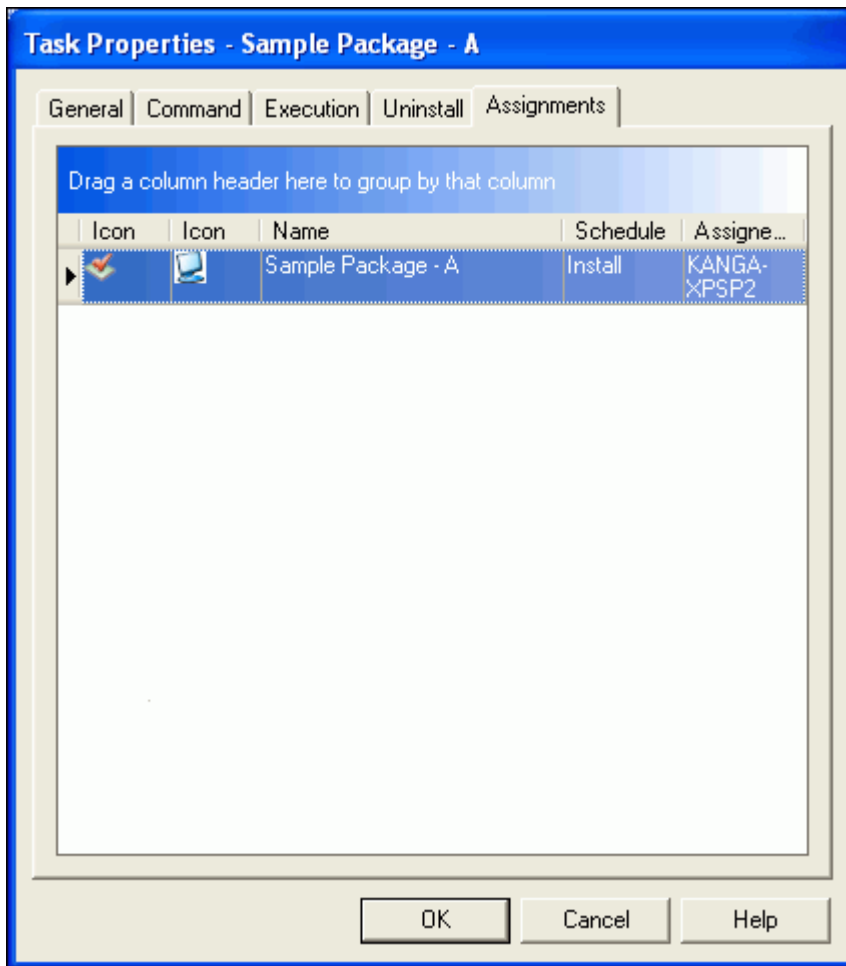 Task Properties - Sample Package - A
General Command Execution Uninstall Assignments
Drag a column header here to group by that column
Icon Icon Name Schedule Assigne...
Sample Package - A Install KANGA-
XPSP2
OK Cancel Help